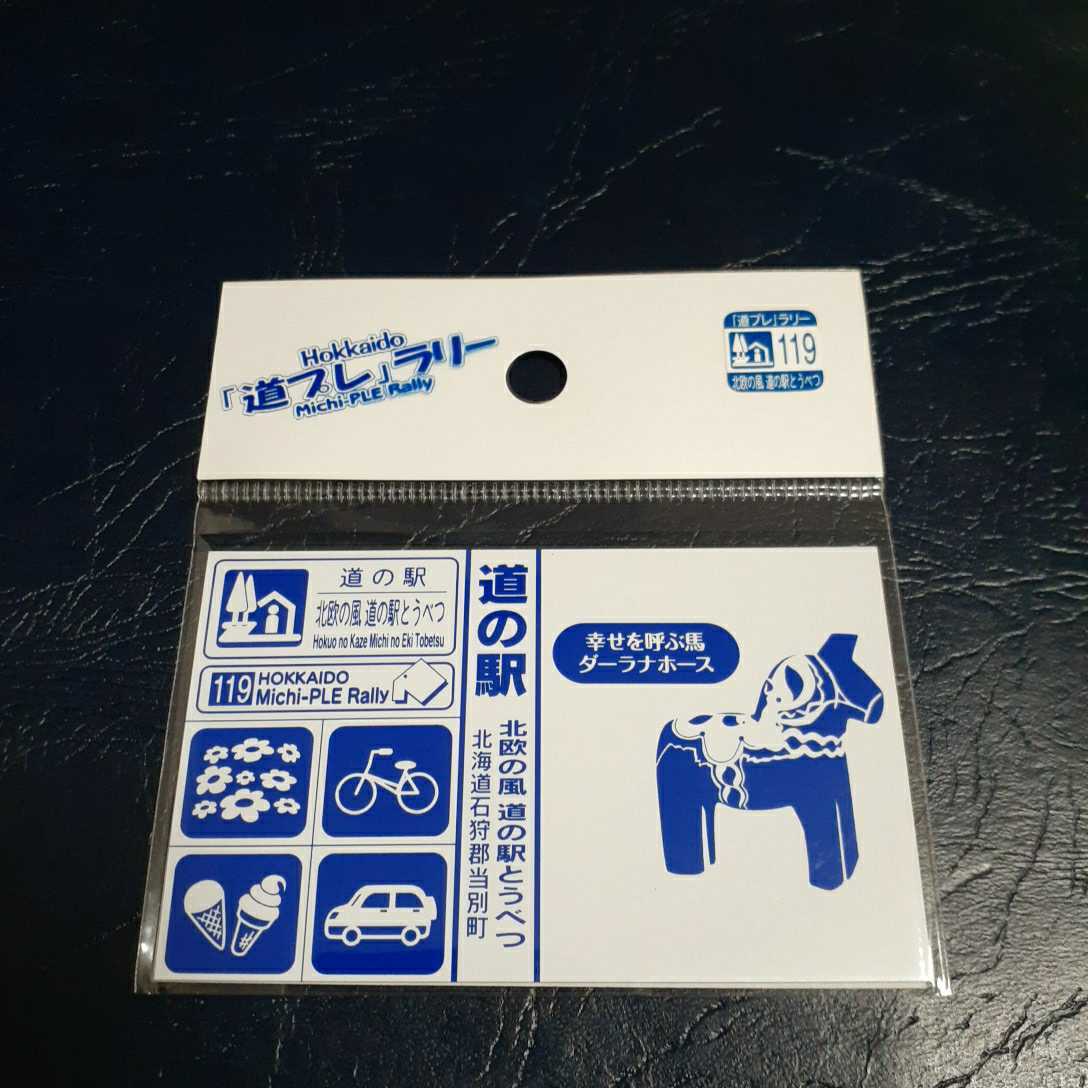 Hokkaido
「道プレ」ラリー
Michi-PLE Rally
「道プレ」ラリー
119
北欧の風 道の駅とうべつ
道の駅
北欧の風 道の駅とうべつ
Hokuo no Kaze Michi no Eki Tobetsu
119 HOKKAIDO
Michi-PLE Rally
道の駅
北欧の風 道の駅とうべつ
北海道石狩郡当別町
幸せを呼ぶ馬
ダーラナホース